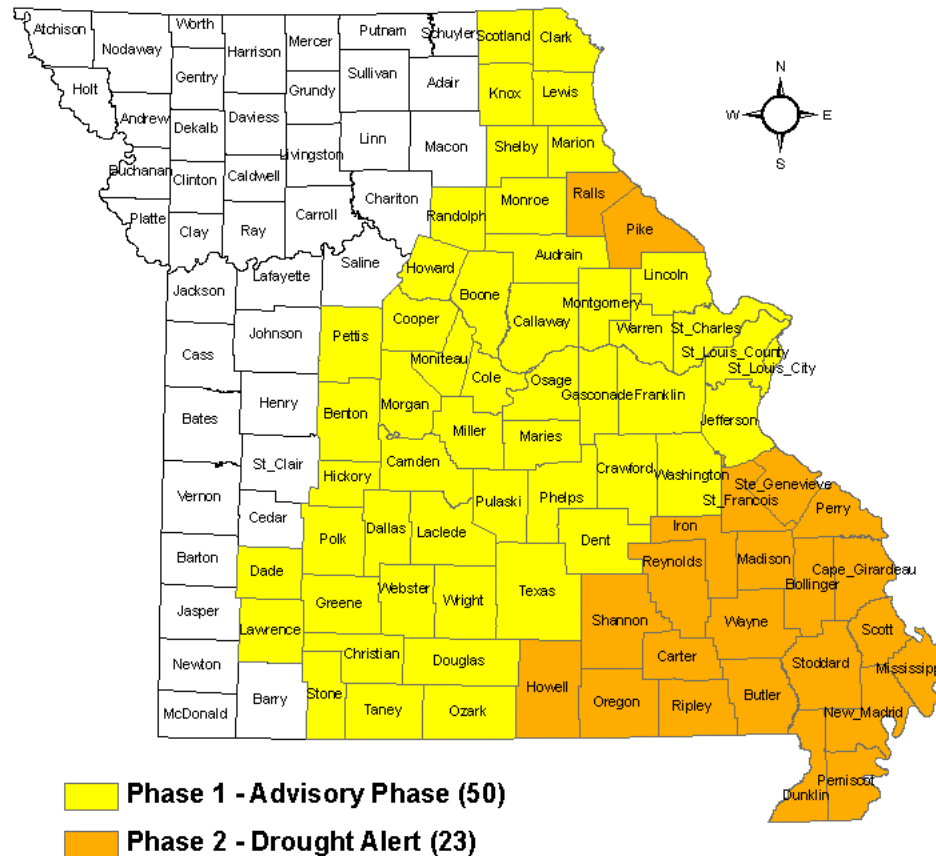 Atchison
Nodaway
Worth
Harrison
Mercer
Putnam
Schuyler
Scotland
Clark
Holt
Gentry
Grundy
Sullivan
Adair
Knox
Lewis
Andrew
Dekalb
Daviess
Livingston
Linn
Macon
Shelby
Marion
Buchanan
Clinton
Caldwell
Chariton
Monroe
Ralls
Platte
Clay
Ray
Carroll
Randolph
Pike
Audrain
Saline
Howard
Lafayette
Boone
Lincoln
Jackson
Montgomery
Callaway
Cooper
Warren
St_Charles
Johnson
Pettis
St_Louis_County
Cass
Moniteau
St_Louis_City
Cole
Osage
Henry
Benton
Morgan
Gasconade
Franklin
Bates
Miller
Maries
Jefferson
St_Clair
Hickory
Camden
Crawford
Washington
Ste_Genevieve
Vernon
Pulaski
Phelps
St_Francois
Perry
Cedar
Polk
Dallas
Laclede
Dent
Iron
Barton
Dade
Reynolds
Madison
Cape_Girardeau
Bollinger
Jasper
Greene
Webster
Wright
Texas
Shannon
Wayne
Lawrence
Scott
Newton
Christian
Douglas
Carter
Stoddard
Mississippi
Stone
Howell
McDonald
Barry
Taney
Ozark
Oregon
Ripley
Butler
New_Madrid
Pemiscot
Dunklin
N
W E
S
Phase 1 - Advisory Phase (50)
Phase 2 - Drought Alert (23)